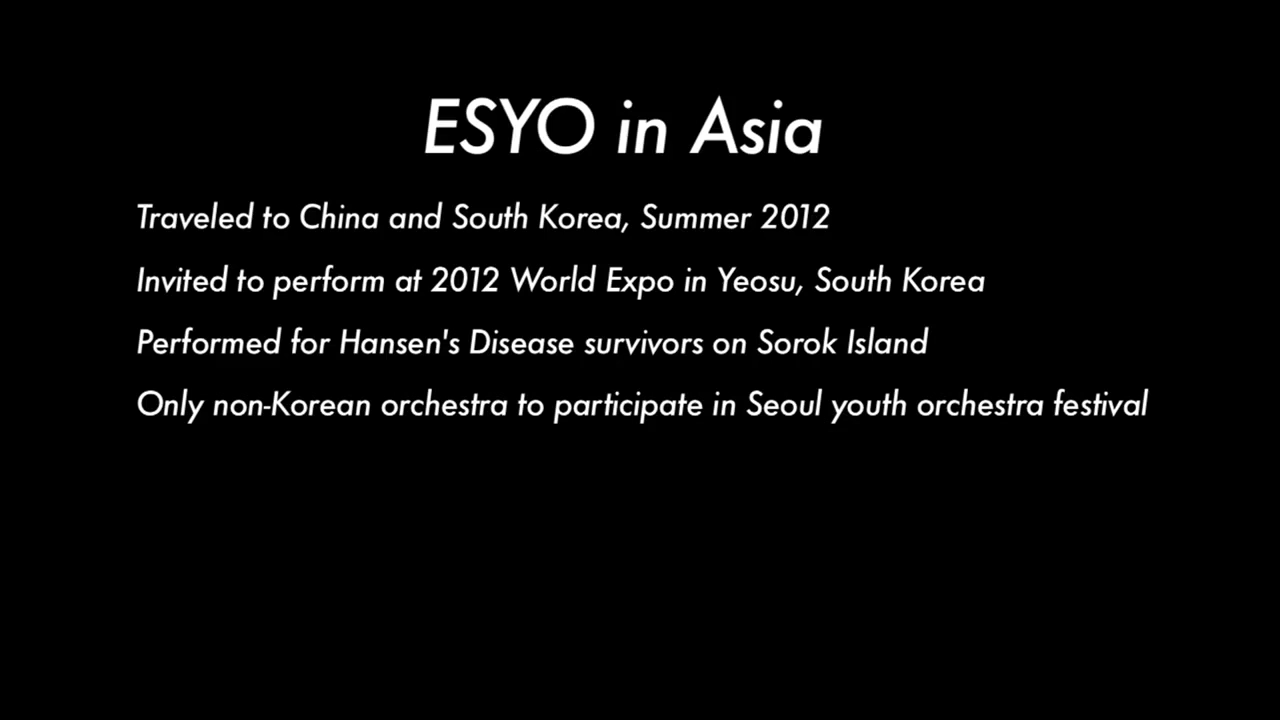 ESYO in Asia
Traveled to China and South Korea, Summer 2012
Invited to perform at 2012 World Expo in Yeosu, South Korea
Performed for Hansen's Disease survivors on Sorok Island
Only non-Korean orchestra to participate in Seoul youth orchestra festival